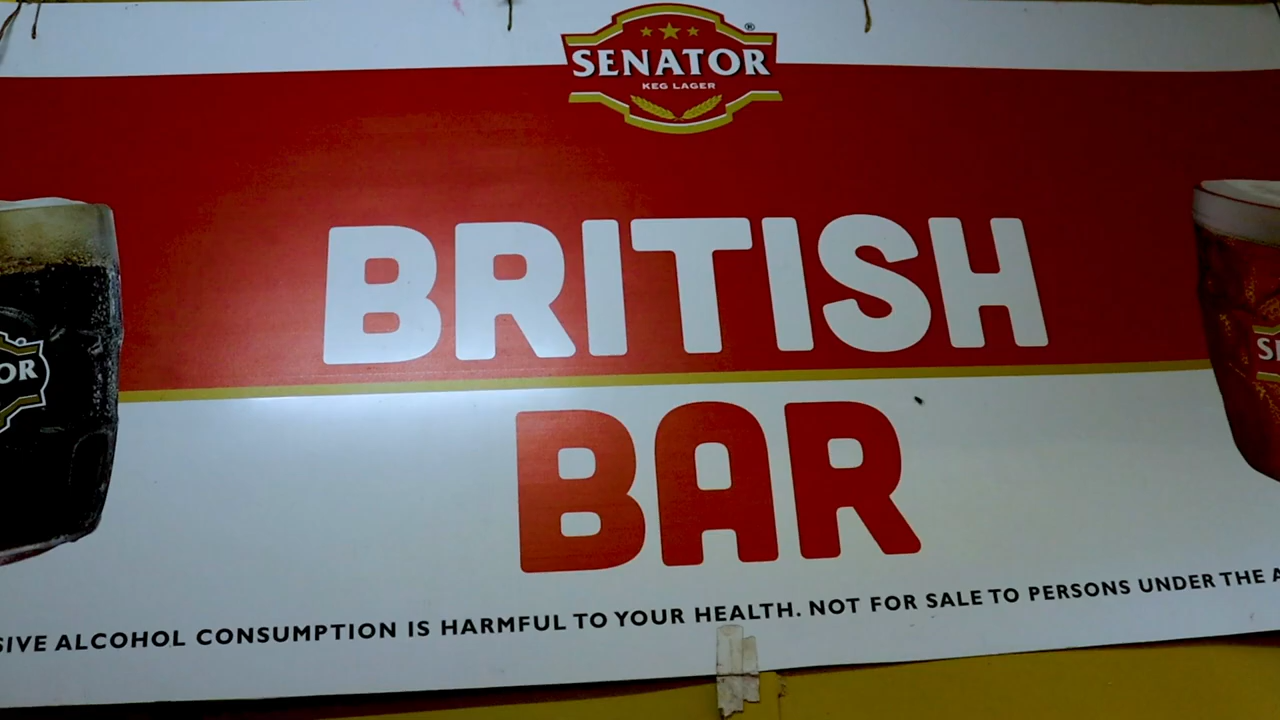 SENATOR
KEG LAGER
BRITISH
BAR
ALCOHOL CONSUMPTION IS HARMFUL TO YOUR HEALTH. NOT FOR SALE TO PERSONS UNDER THE